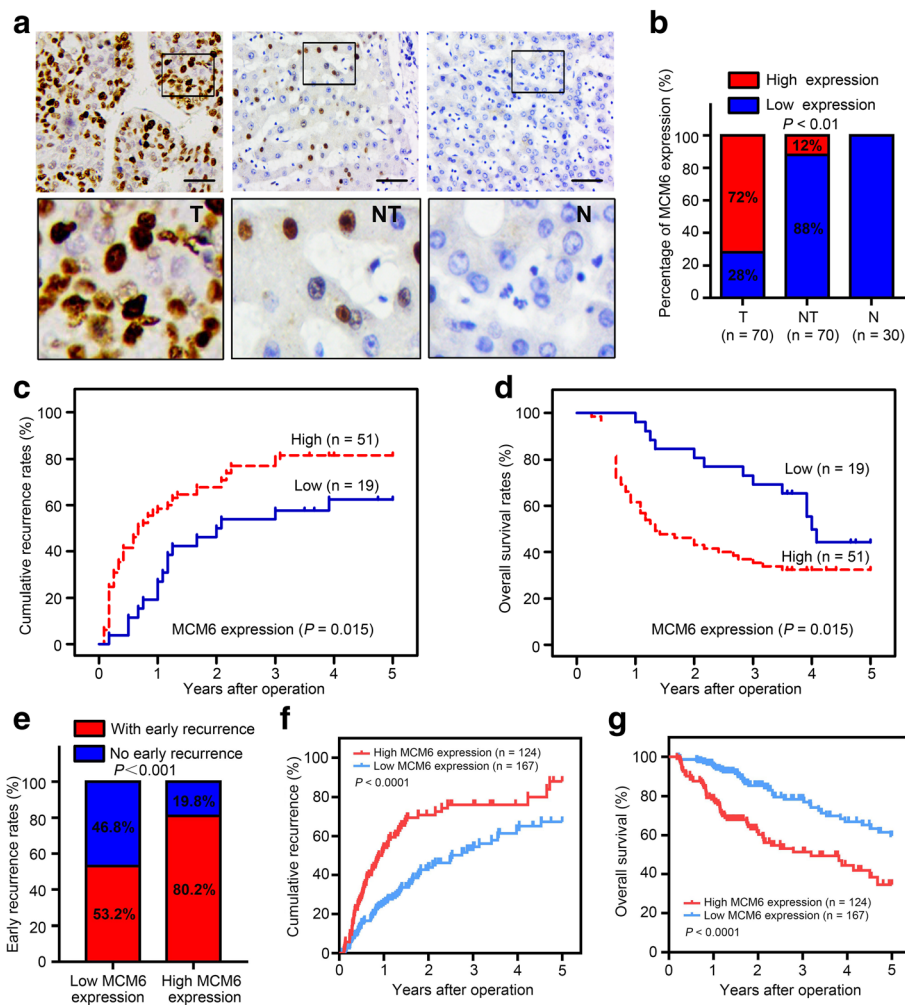 a
T
NT
N
b
High expression
Low expression
P < 0.01
Percentage of MCM6 expression (%)
100
80
60
40
20
0
72%
28%
12%
88%
T
NT
N
(n = 70)
(n = 70)
(n = 30)
c
Cumulative recurrence rates (%)
100
80
60
40
20
0
High (n = 51)
Low (n = 19)
MCM6 expression (P = 0.015)
0
1
2
3
4
5
Years after operation
d
Overall survival rates (%)
100
80
60
40
20
0
Low (n = 19)
High (n = 51)
MCM6 expression (P = 0.015)
0
1
2
3
4
5
Years after operation
e
With early recurrence
No early recurrence
P<0.001
Early recurrence rates (%)
100
80
60
40
20
0
46.8%
53.2%
19.8%
80.2%
Low MCM6
expression
High MCM6
expression
f
High MCM6 expression (n = 124)
Low MCM6 expression (n = 167)
P < 0.0001
Cumulative recurrence (%)
100
80
60
40
20
0
0
1
2
3
4
5
Years after operation
g
Overall survival (%)
100
80
60
40
20
0
High MCM6 expression (n = 124)
Low MCM6 expression (n = 167)
P < 0.0001
0
1
2
3
4
5
Years after operation